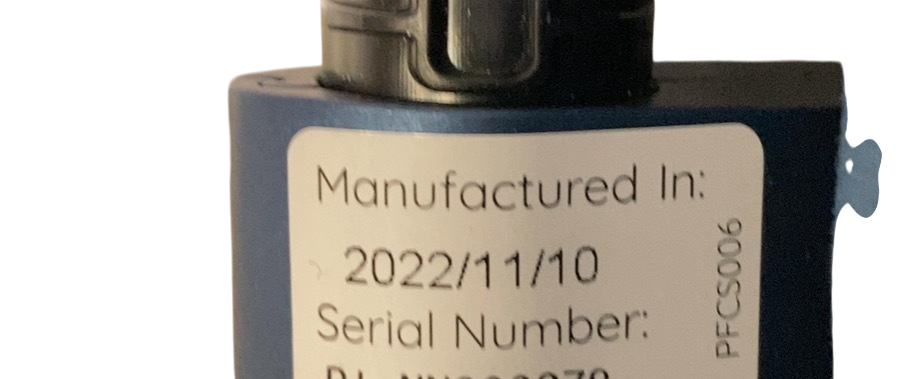 Manufactured In:
2022/11/10
Serial Number:
PFCS006